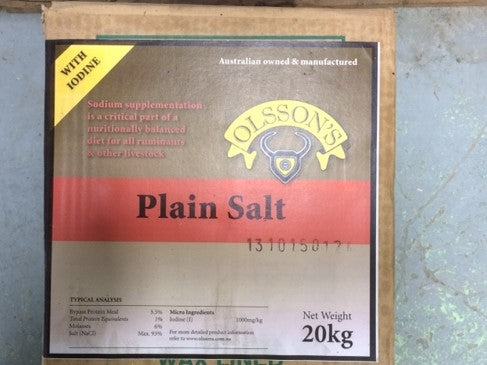 WITH
IODINE
Australian owned & manufactured
Sodium supplementation
is a critical part of a
nutritionally balanced
diet for all ruminants
& other livestock
OLSSON'S
Plain Salt
TYPICAL ANALYSIS
Bypass Protein Meal 3.5%
Total Protein Equivalents 1%
Molasses 6%
Salt (NaCl) Max. 93%
Micro Ingredients
Iodine (I) 1000mg/kg
For more detailed product information
refer to www.olssons.com.au
Net Weight
20kg
WAX LINED